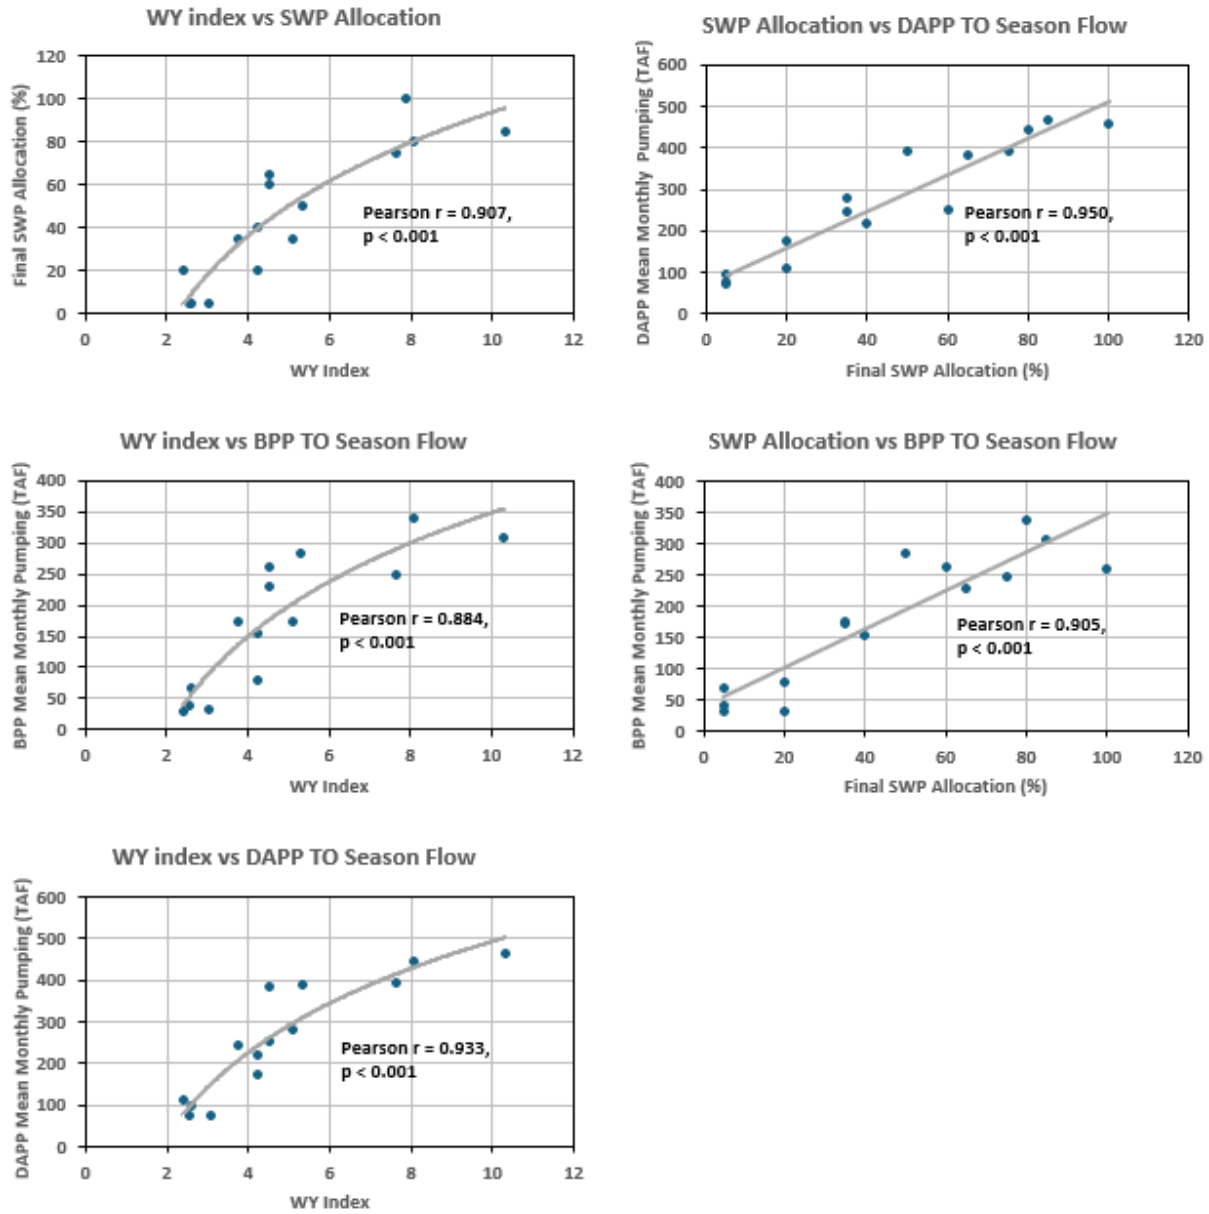 WY index vs SWP Allocation
Final SWP Allocation (%)
120
100
80
60
40
20
0
Pearson r = 0.907,
p < 0.001
0 2 4 6 8 10 12
WY Index
SWP Allocation vs DAPP TO Season Flow
DAPP Mean Monthly Pumping (TAF)
600
500
400
300
200
100
0
Pearson r = 0.950,
p < 0.001
0 20 40 60 80 100 120
Final SWP Allocation (%)
WY index vs BPP TO Season Flow
BPP Mean Monthly Pumping (TAF)
400
350
300
250
200
150
100
50
0
Pearson r = 0.884,
p < 0.001
0 2 4 6 8 10 12
WY Index
SWP Allocation vs BPP TO Season Flow
BPP Mean Monthly Pumping (TAF)
400
350
300
250
200
150
100
50
0
Pearson r = 0.905,
p < 0.001
0 20 40 60 80 100 120
Final SWP Allocation (%)
WY index vs DAPP TO Season Flow
DAPP Mean Monthly Pumping (TAF)
600
500
400
300
200
100
0
Pearson r = 0.933,
p < 0.001
0 2 4 6 8 10 12
WY Index